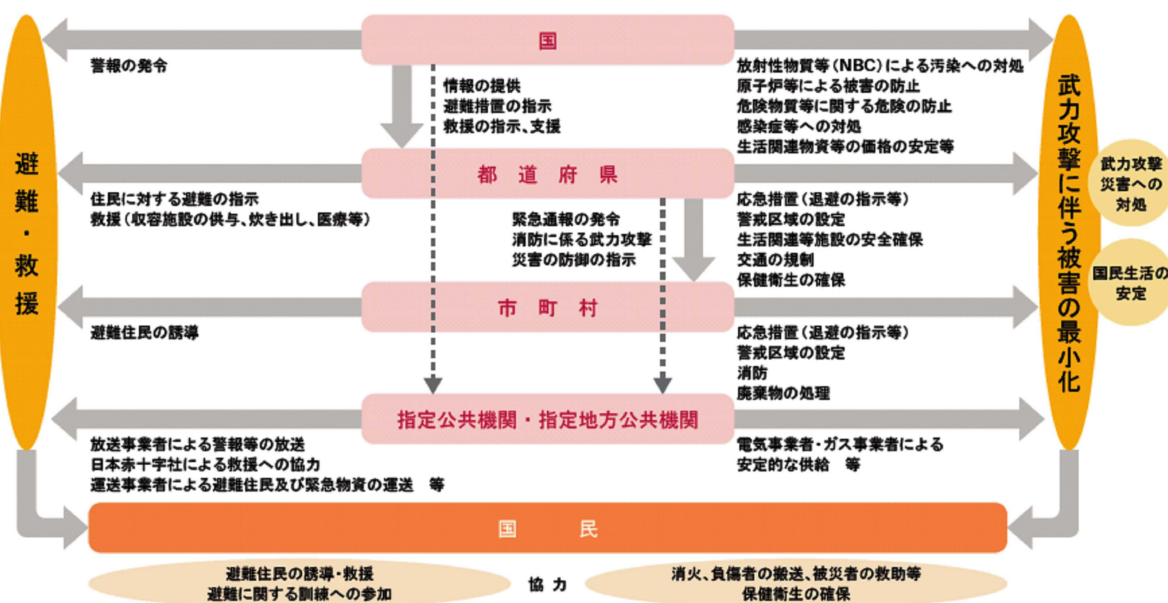 国
警報の発令
情報の提供
避難措置の指示
救援の指示、支援
放射性物質等(NBC)による汚染への対処
原子炉等による被害の防止
危険物質等に関する危険の防止
感染症等への対処
生活関連物資等の価格の安定等
避難・救援
武力攻撃に伴う被害の最小化
武力攻撃
災害への
対処
国民生活の
安定
都道府県
住民に対する避難の指示
救援(収容施設の供与、炊き出し、医療等)
緊急通報の発令
消防に係る武力攻撃
災害の防御の指示
応急措置(退避の指示等)
警戒区域の設定
生活関連等施設の安全確保
交通の規制
保健衛生の確保
市町村
避難住民の誘導
応急措置(退避の指示等)
警戒区域の設定
消防
廃棄物の処理
指定公共機関・指定地方公共機関
放送事業者による警報等の放送
日本赤十字社による救援への協力
運送事業者による避難住民及び緊急物資の運送 等
電気事業者・ガス事業者による
安定的な供給 等
国民
避難住民の誘導・救援
避難に関する訓練への参加
協力
消火、負傷者の搬送、被災者の救助等
保健衛生の確保